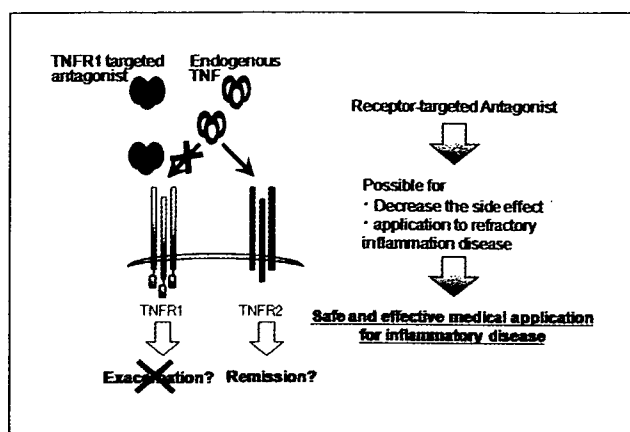 TNFR1 targeted
antagonist
Endogenous
TNF
TNFR1
TNFR2
Exacerbation?
Remission?
Receptor-targeted Antagonist
Possible for
・Decrease the side effect
・application to refractory
inflammation disease
Safe and effective medical application
for inflammatory disease